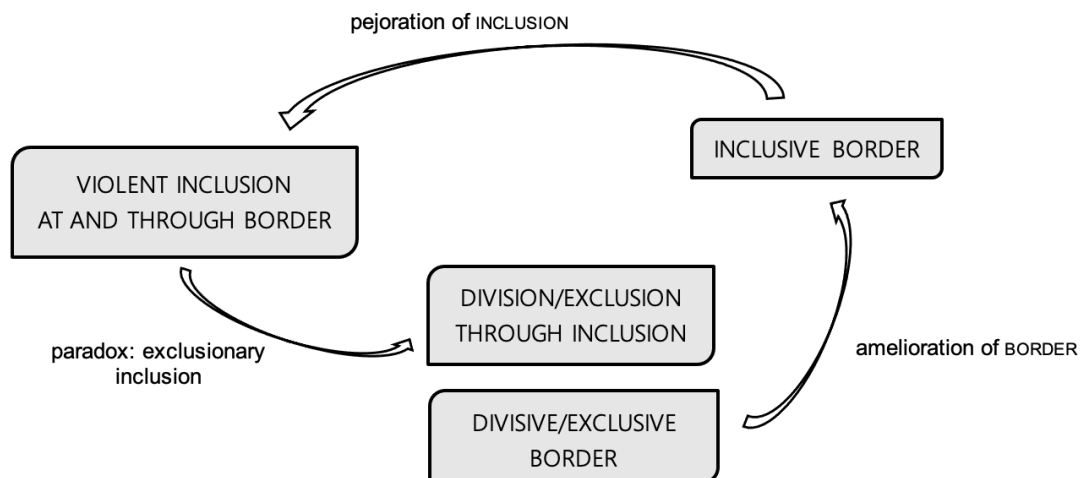 pejoration of INCLUSION
INCLUSIVE BORDER
VIOLENT INCLUSION
AT AND THROUGH BORDER
DIVISION/EXCLUSION
THROUGH INCLUSION
paradox: exclusionary
inclusion
amelioration of BORDER
DIVISIVE/EXCLUSIVE
BORDER